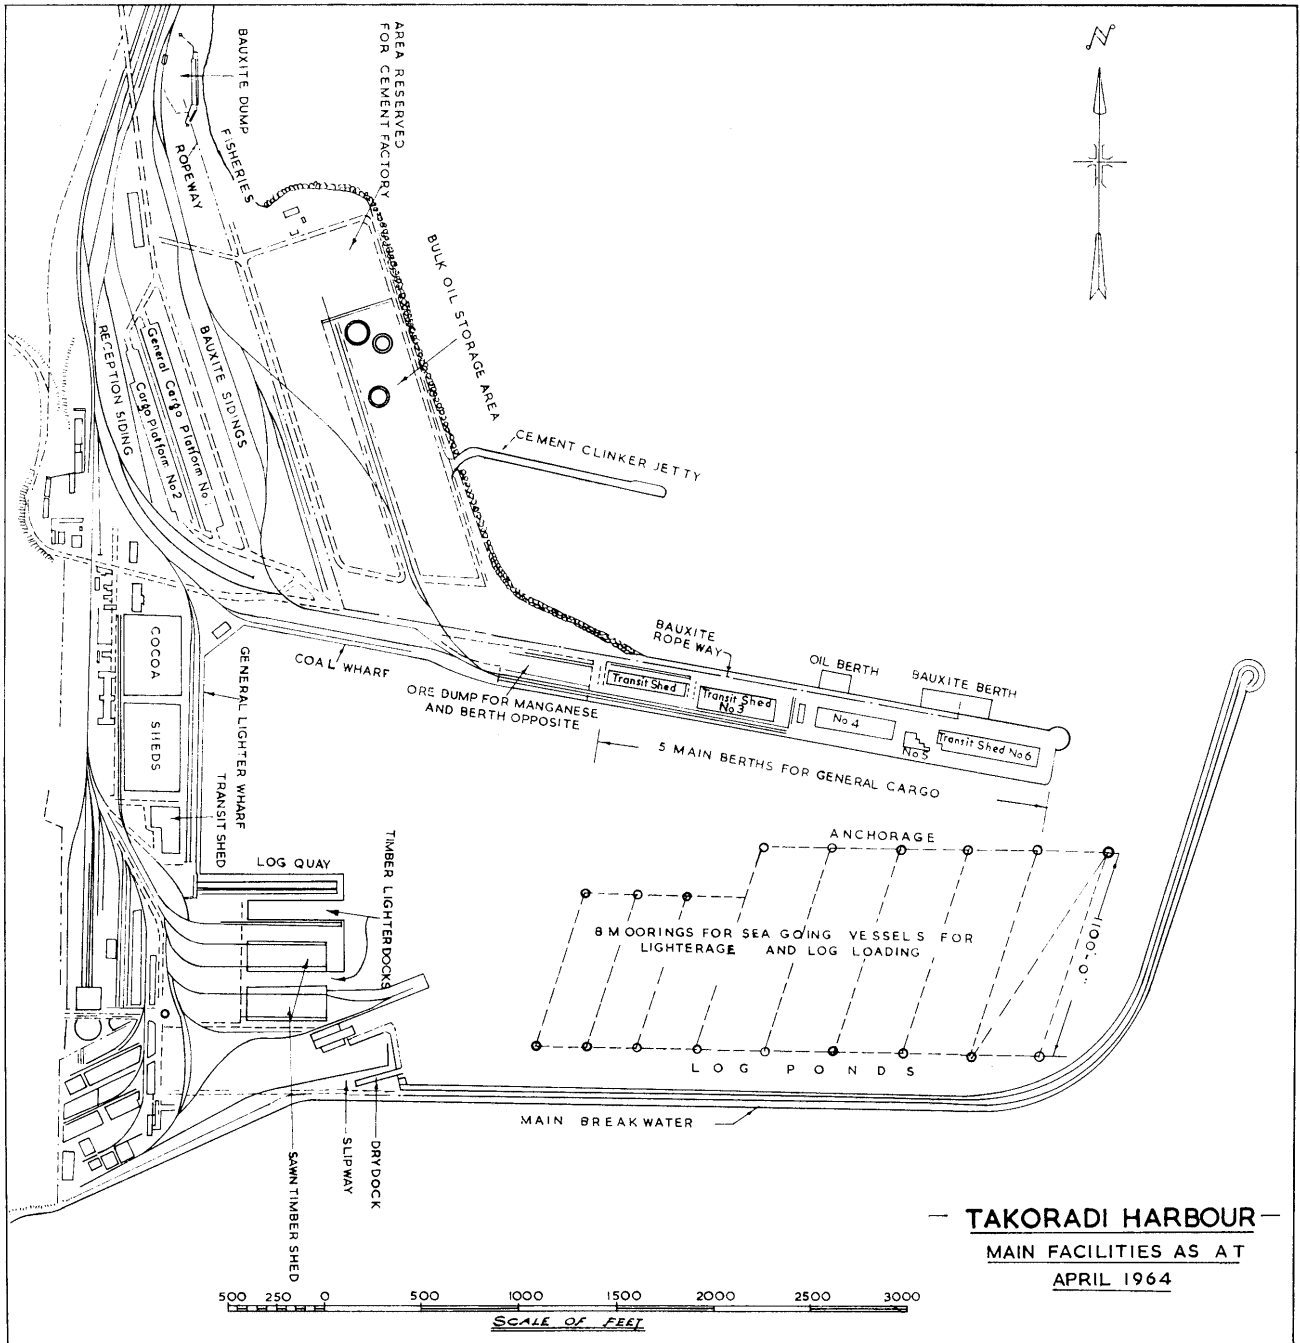 N
BAUXITE DUMP
AREA RESERVED
FOR CEMENT FACTORY
FISHERIES
ROPEWAY
BULK OIL STORAGE AREA
RECEPTION SIDING
General Cargo Platform No
Cargo Platform No 2
BAUXITE SIDINGS
CEMENT CLINKER JETTY
COCOA
SHEDS
GENERAL LIGHTER WHARF
TRANSIT SHED
COAL WHARF
ORE DUMP FOR MANGANESE
AND BERTH OPPOSITE
BAUXITE
ROPE WAY
OIL BERTH
BAUXITE BERTH
Transit Shed
Transit Shed
No 3
No 4
No 5
Transit Shed No 6
5 MAIN BERTHS FOR GENERAL CARGO
LOG QUAY
TIMBER LIGHTER DOCKS
ANCHORAGE
8 MOORINGS FOR SEA GOING VESSELS FOR
LIGHTERAGE AND LOG LOADING
1100'-0"
LOG PONDS
MAIN BREAKWATER
SAWN TIMBER SHED
SLIPWAY
DRY DOCK
TAKORADI HARBOUR
MAIN FACILITIES AS AT
APRIL 1964
500 250 0 500 1000 1500 2000 2500 3000
SCALE OF FEET